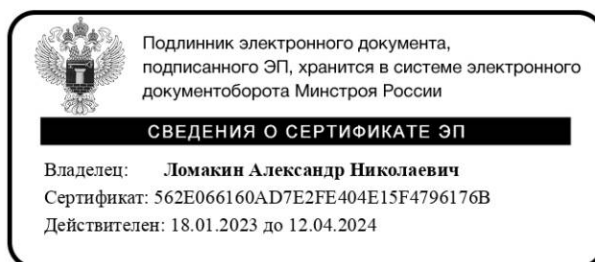 Подлинник электронного документа,
подписанного ЭП, хранится в системе электронного
документоборота Минстроя России
СВЕДЕНИЯ О СЕРТИФИКАТЕ ЭП
Владелец: Ломакин Александр Николаевич
Сертификат: 562E066160AD7E2FE404E15F4796176B
Действителен: 18.01.2023 до 12.04.2024